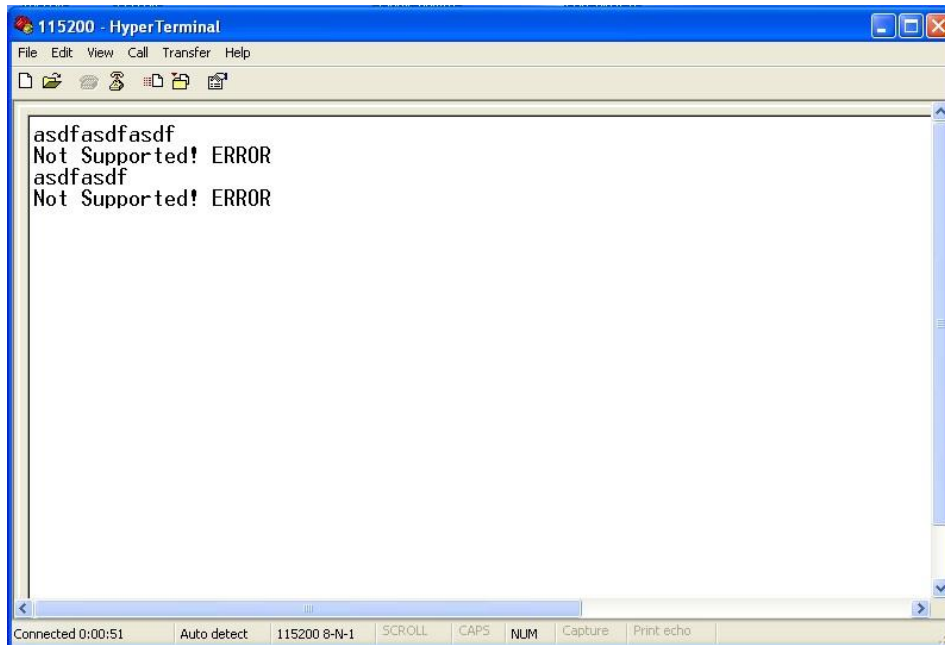 115200 - HyperTerminal
File Edit View Call Transfer Help
asdfasdfasdf
Not Supported! ERROR
asdfasdf
Not Supported! ERROR
Connected 0:00:51 Auto detect 115200 8-N-1 SCROLL CAPS NUM Capture Print echo